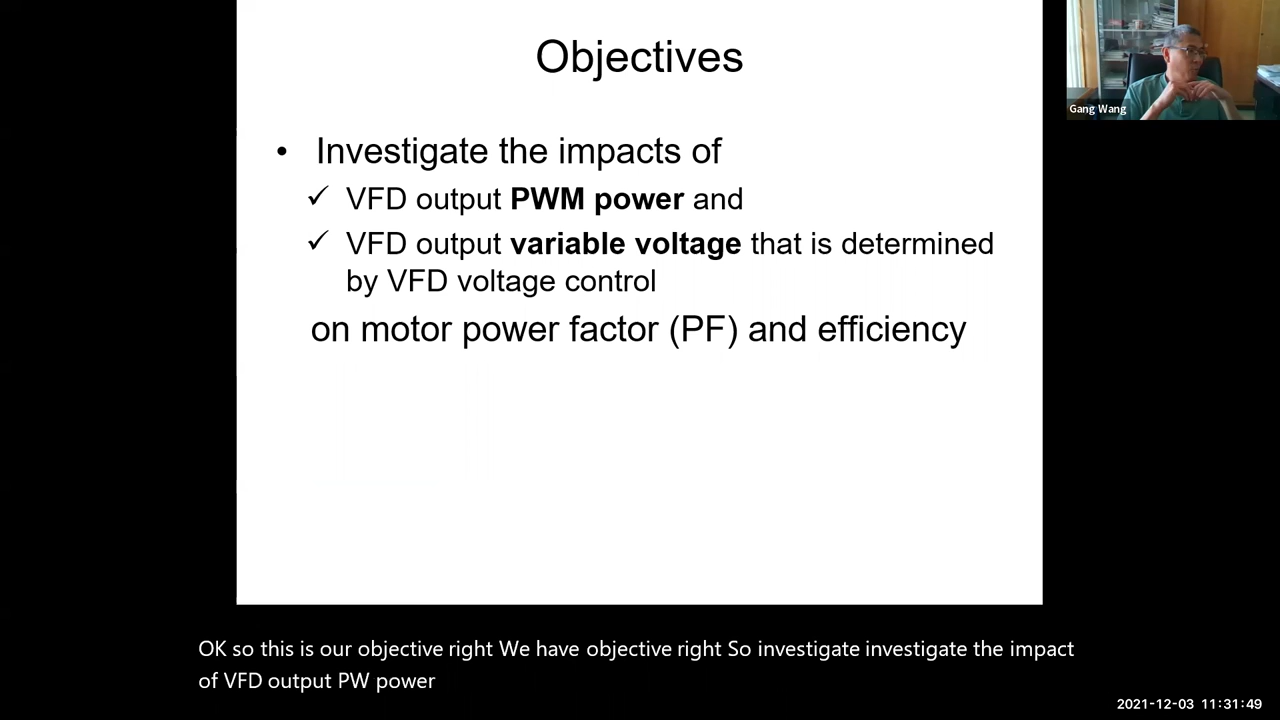 Objectives
Gang Wang
• Investigate the impacts of
✓ VFD output PWM power and
✓ VFD output variable voltage that is determined
by VFD voltage control
on motor power factor (PF) and efficiency
OK so this is our objective right We have objective right So investigate investigate the impact
of VFD output PW power
2021-12-03 11:31:49